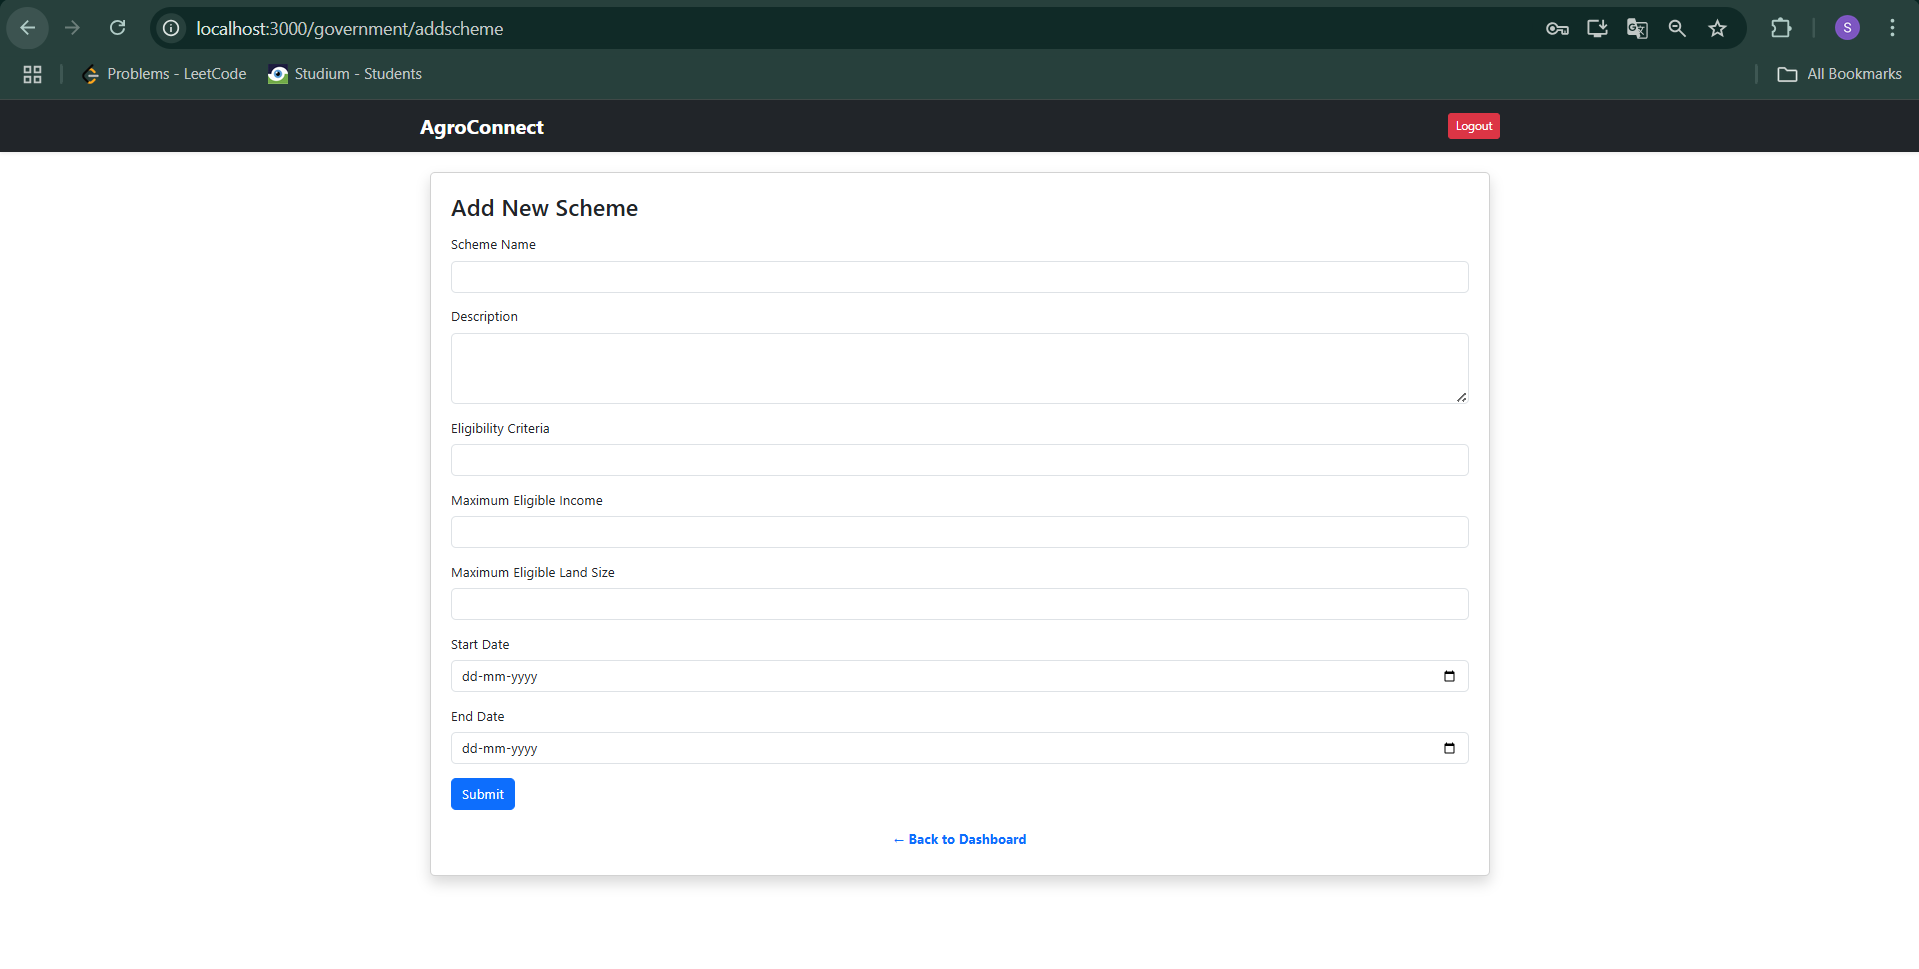 localhost:3000/government/addscheme
S
Problems - LeetCode
Studium - Students
All Bookmarks
AgroConnect
Logout
Add New Scheme
Scheme Name
Description
Eligibility Criteria
Maximum Eligible Income
Maximum Eligible Land Size
Start Date
dd-mm-yyyy
End Date
dd-mm-yyyy
Submit
← Back to Dashboard